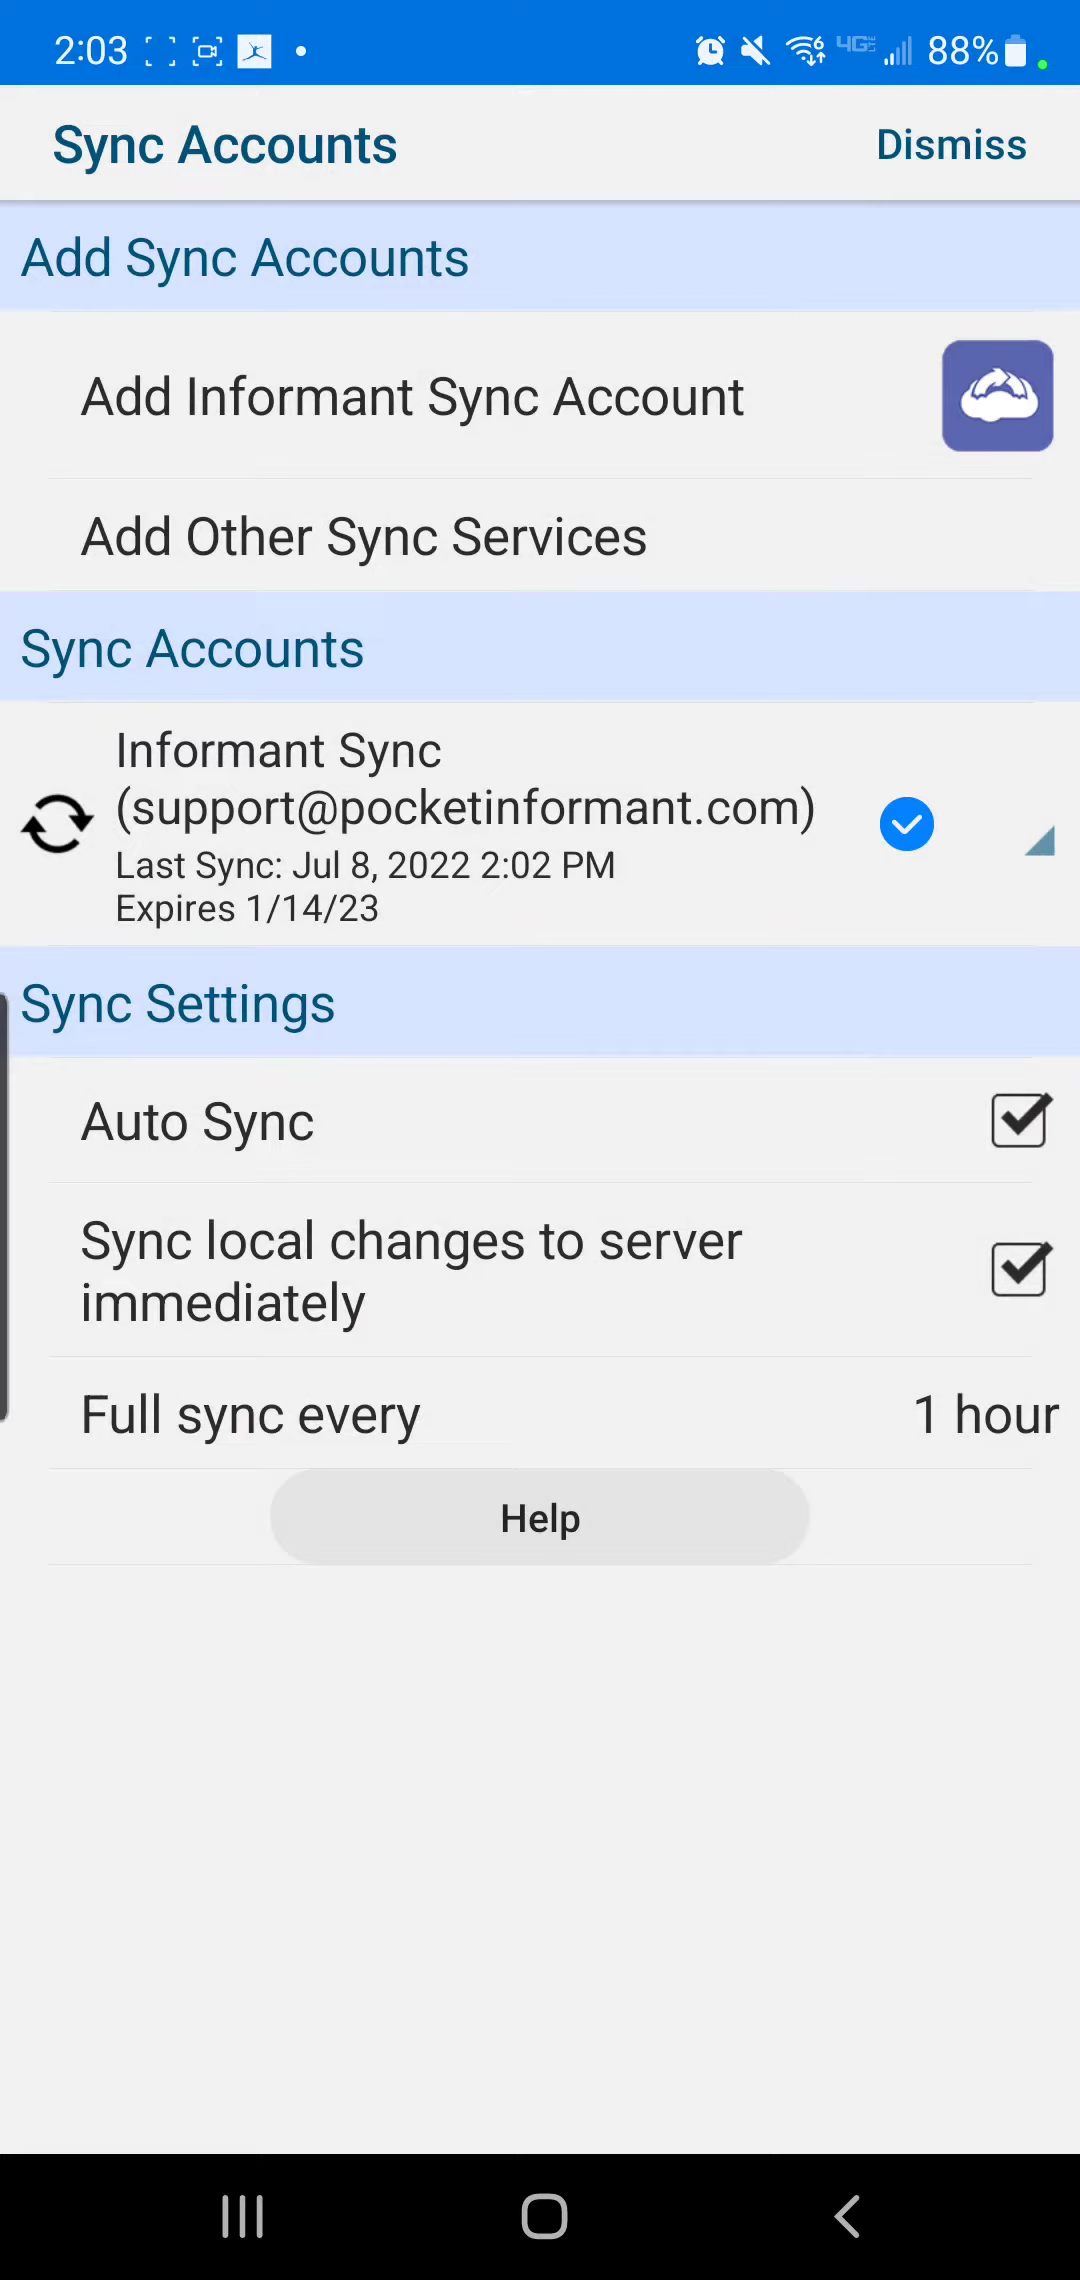 2:03 6 4G LTE 88%
Sync Accounts Dismiss
Add Sync Accounts
Add Informant Sync Account
Add Other Sync Services
Sync Accounts
Informant Sync
(support@pocketinformant.com)
Last Sync: Jul 8, 2022 2:02 PM
Expires 1/14/23
Sync Settings
Auto Sync
Sync local changes to server
immediately
Full sync every 1 hour
Help